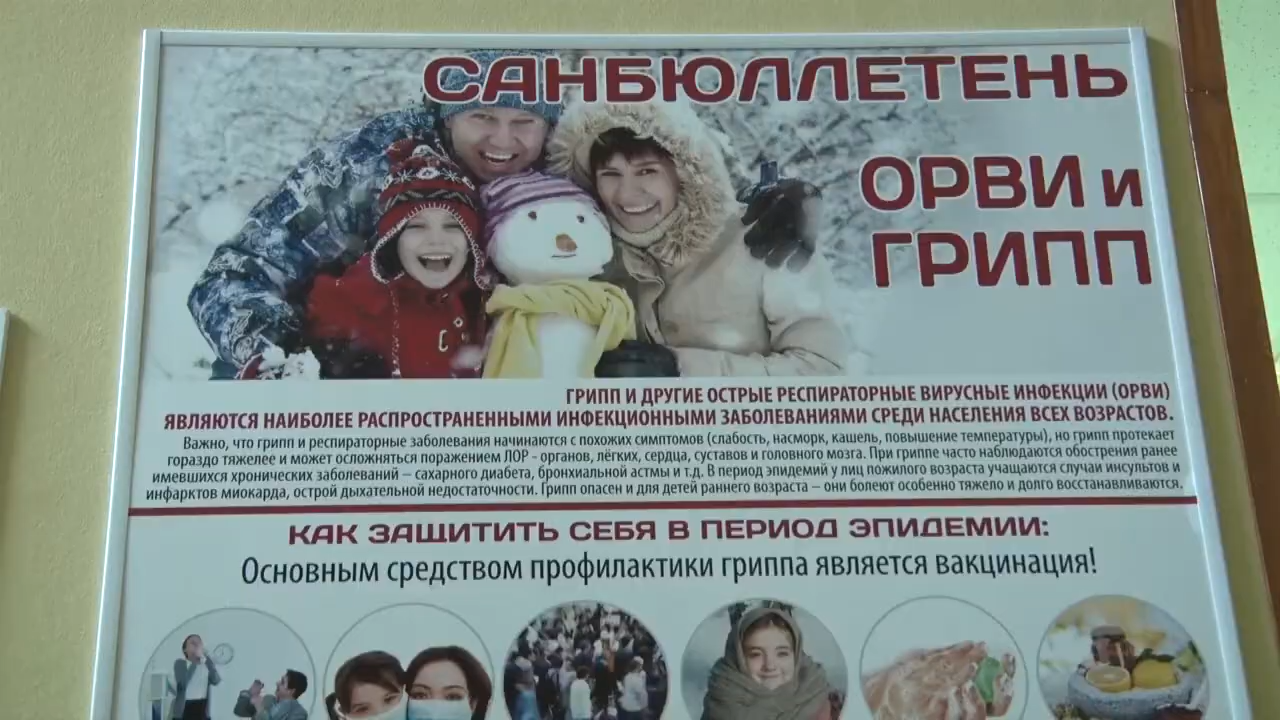 САНБЮЛЛЕТЕНЬ
ОРВИ и
ГРИПП
ГРИПП И ДРУГИЕ ОСТРЫЕ РЕСПИРАТОРНЫЕ ВИРУСНЫЕ ИНФЕКЦИИ (ОРВИ)
ЯВЛЯЮТСЯ НАИБОЛЕЕ РАСПРОСТРАНЕННЫМИ ИНФЕКЦИОННЫМИ ЗАБОЛЕВАНИЯМИ СРЕДИ НАСЕЛЕНИЯ ВСЕХ ВОЗРАСТОВ.
Важно, что грипп и респираторные заболевания начинаются с похожих симптомов (слабость, насморк, кашель, повышение температуры), но грипп протекает
гораздо тяжелее и может осложняться поражением ЛОР - органов, лёгких, сердца, суставов и головного мозга. При гриппе часто наблюдаются обострения ранее
имевшихся хронических заболеваний – сахарного диабета, бронхиальной астмы и т.д. В период эпидемий у лиц пожилого возраста учащаются случаи инсультов и
инфарктов миокарда, острой дыхательной недостаточности. Грипп опасен и для детей раннего возраста – они болеют особенно тяжело и долго восстанавливаются.
КАК ЗАЩИТИТЬ СЕБЯ В ПЕРИОД ЭПИДЕМИИ:
Основным средством профилактики гриппа является вакцинация!